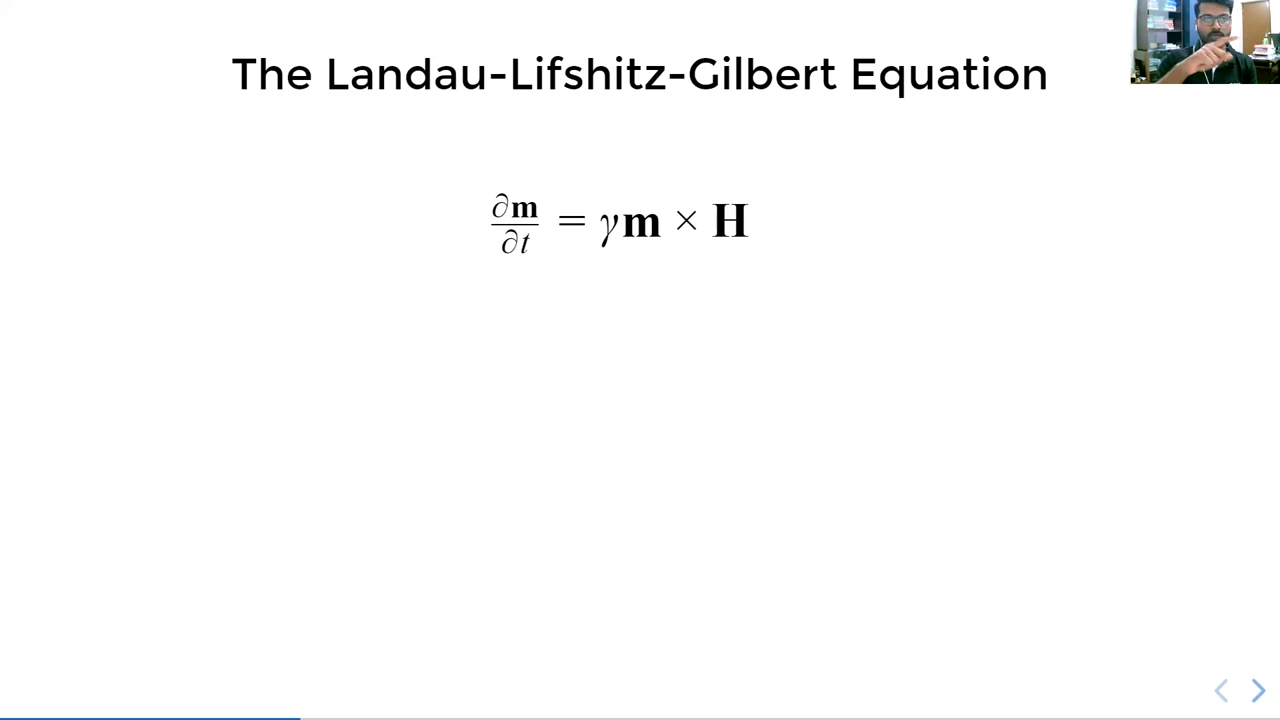 The Landau-Lifshitz-Gilbert Equation
∂m/∂t = γm × H